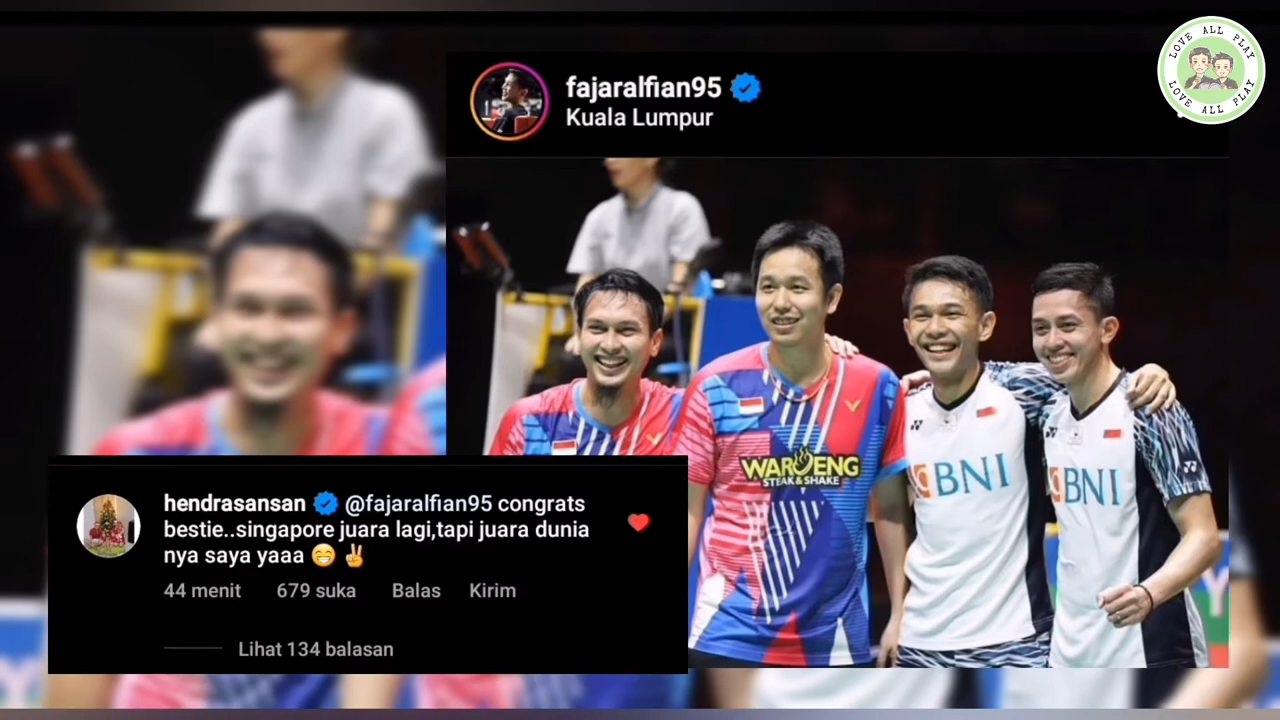 LOVE ALL PLAY
LOVE ALL PLAY
fajaralfian95
Kuala Lumpur
WAROENG
STEAK & SHAKE
BNI
BNI
hendrasansan @fajaralfian95 congrats
bestie..singapore juara lagi,tapi juara dunia
nya saya yaaa 😁 ✌
44 menit 679 suka Balas Kirim
Lihat 134 balasan